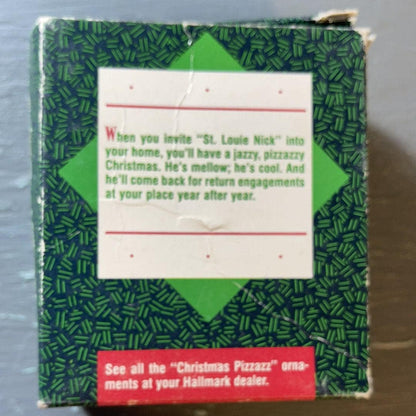 When you invite "St. Louie Nick" into
your home, you'll have a jazzy, pizzazzy
Christmas. He's mellow; he's cool. And
he'll come back for return engagements
at your place year after year.
See all the "Christmas Pizzazz" orna-
ments at your Hallmark dealer.